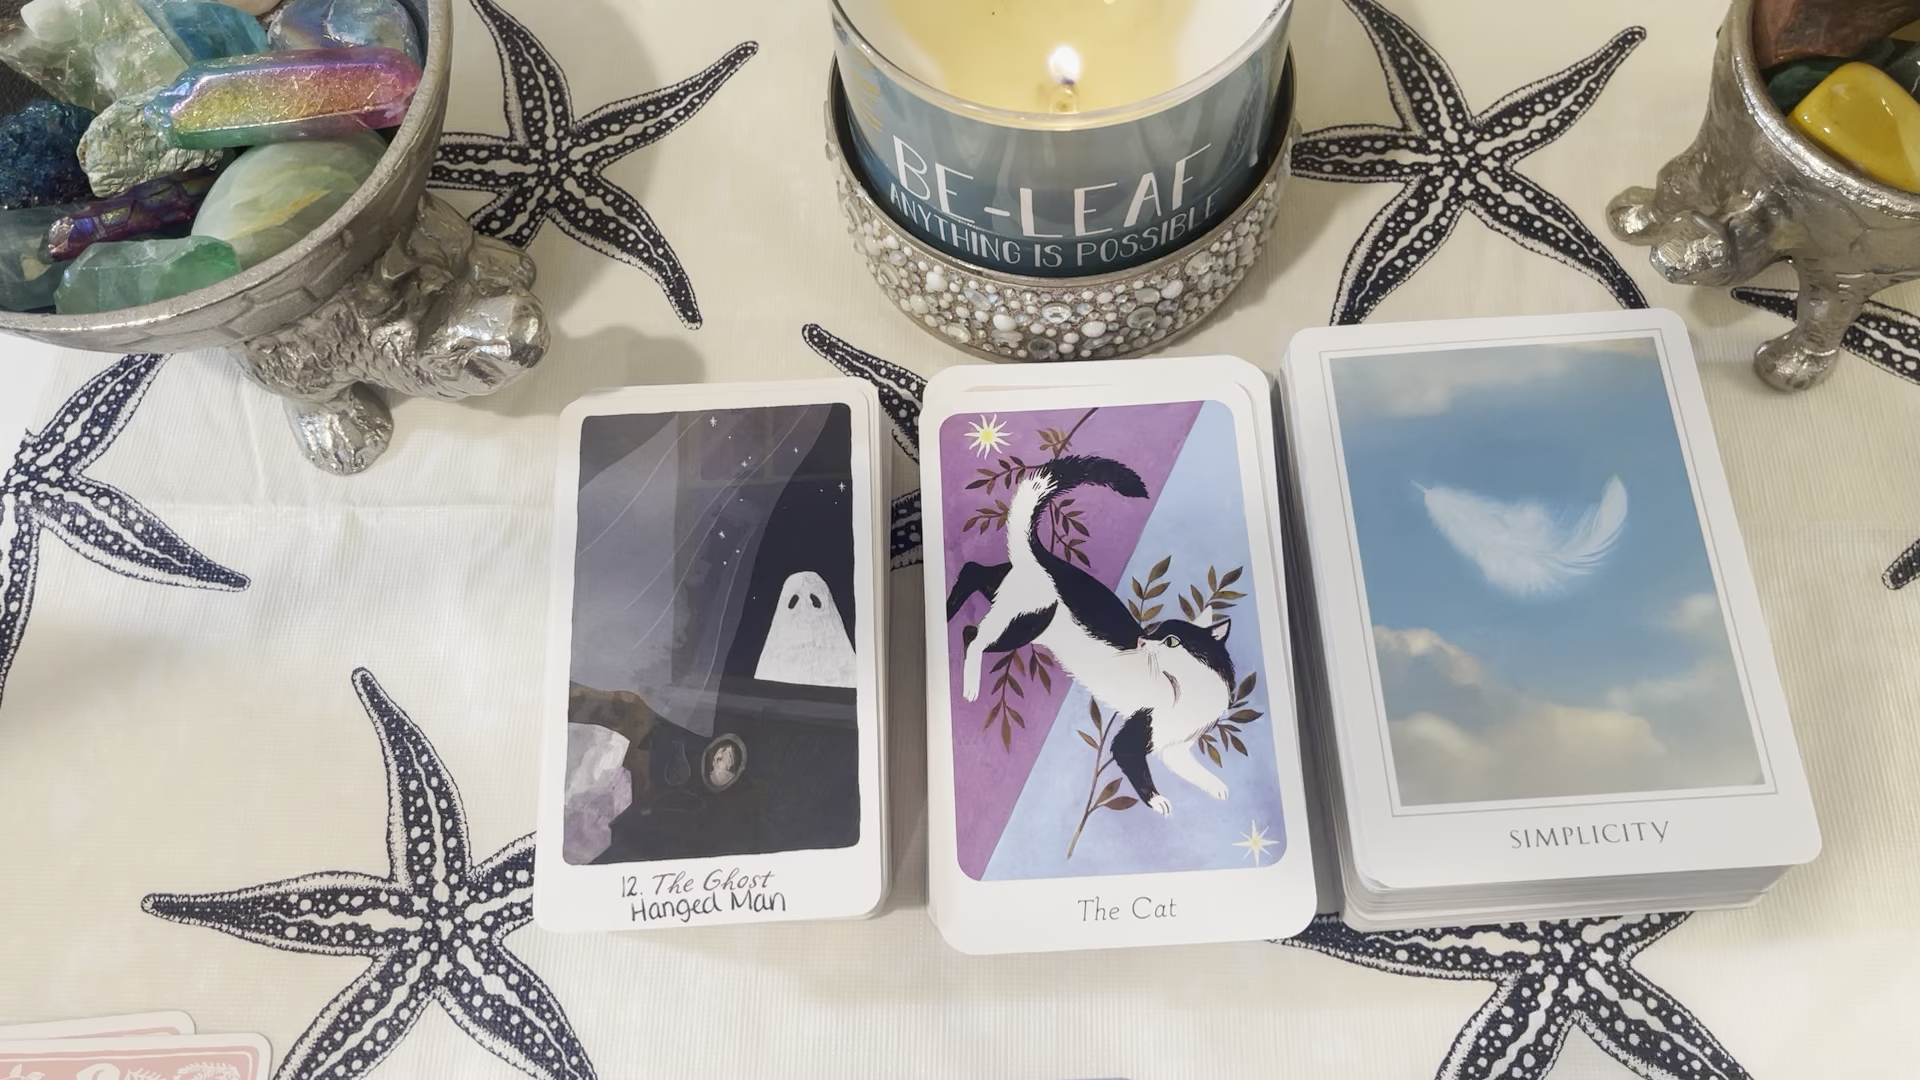 BE-LEAF
ANYTHING IS POSSIBLE
12. The Ghost
Hanged Man
The Cat
SIMPLICITY